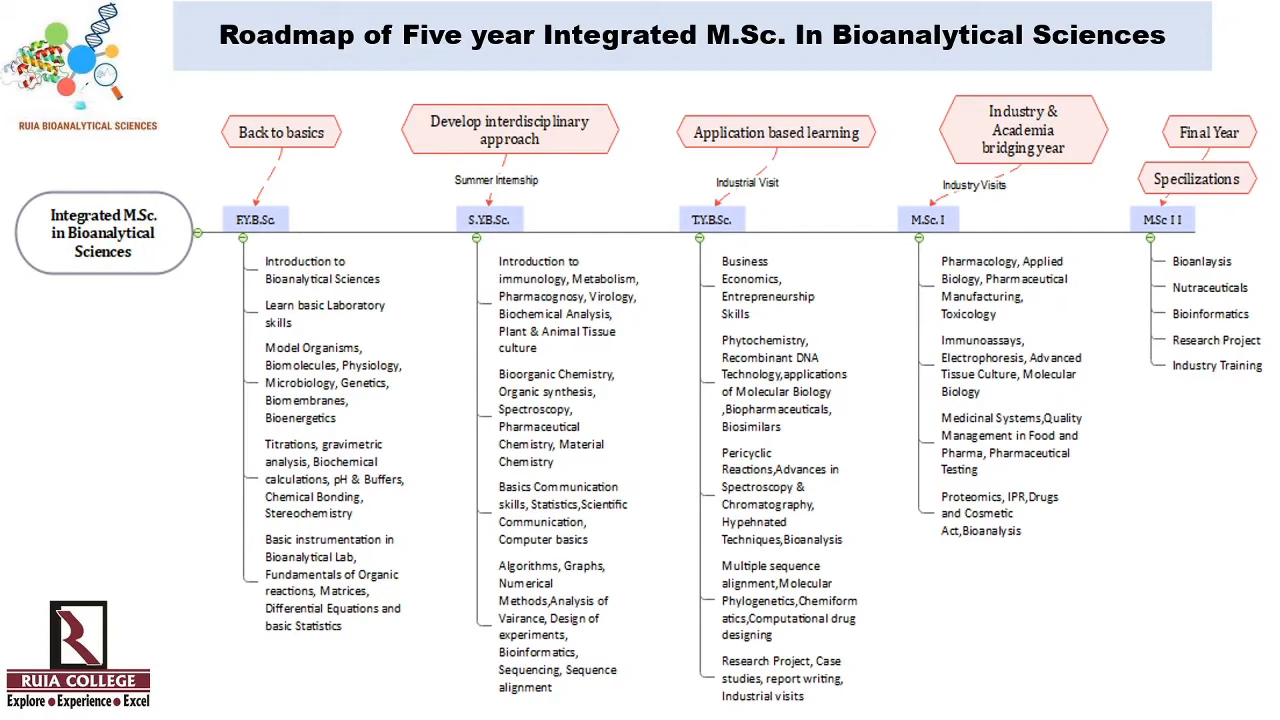 Roadmap of Five year Integrated M.Sc. In Bioanalytical Sciences
RUIA BIOANALYTICAL SCIENCES
Integrated M.Sc.
in Bioanalytical
Sciences
Back to basics
F.Y.B.Sc.
Introduction to
Bioanalytical Sciences
Learn basic Laboratory
skills
Model Organisms,
Biomolecules, Physiology,
Microbiology, Genetics,
Biomembranes,
Bioenergetics
Titrations, gravimetric
analysis, Biochemical
calculations, pH & Buffers,
Chemical Bonding,
Stereochemistry
Basic instrumentation in
Bioanalytical Lab,
Fundamentals of Organic
reactions, Matrices,
Differential Equations and
basic Statistics
Develop interdisciplinary
approach
Summer Internship
S.Y.B.Sc.
Introduction to
immunology, Metabolism,
Pharmacognosy, Virology,
Biochemical Analysis,
Plant & Animal Tissue
culture
Bioorganic Chemistry,
Organic synthesis,
Spectroscopy,
Pharmaceutical
Chemistry, Material
Chemistry
Basics Communication
skills, Statistics,Scientific
Communication,
Computer basics
Algorithms, Graphs,
Numerical
Methods,Analysis of
Vairance, Design of
experiments,
Bioinformatics,
Sequencing, Sequence
alignment
Application based learning
Industrial Visit
T.Y.B.Sc.
Business
Economics,
Entrepreneurship
Skills
Phytochemistry,
Recombinant DNA
Technology,applications
of Molecular Biology
,Biopharmaceuticals,
Biosimilars
Pericyclic
Reactions,Advances in
Spectroscopy &
Chromatography,
Hypehnated
Techniques,Bioanalysis
Multiple sequence
alignment,Molecular
Phylogenetics,Chemiform
atics,Computational drug
designing
Research Project, Case
studies, report writing,
Industrial visits
Industry &
Academia
bridging year
Industry Visits
M.Sc. I
Pharmacology, Applied
Biology, Pharmaceutical
Manufacturing,
Toxicology
Immunoassays,
Electrophoresis, Advanced
Tissue Culture, Molecular
Biology
Medicinal Systems,Quality
Management in Food and
Pharma, Pharmaceutical
Testing
Proteomics, IPR,Drugs
and Cosmetic
Act,Bioanalysis
Final Year
Specilizations
M.Sc I I
Bioanlaysis
Nutraceuticals
Bioinformatics
Research Project
Industry Training
RUIA COLLEGE
Explore ● Experience ● Excel